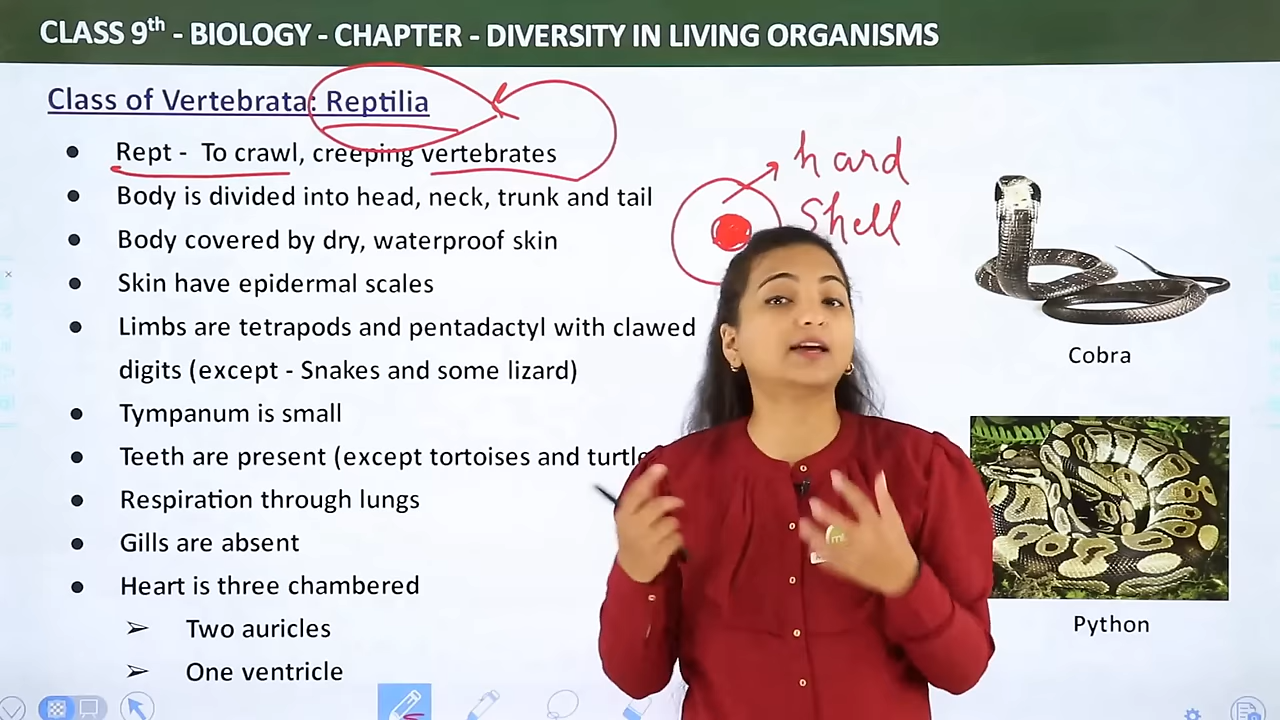 CLASS 9th - BIOLOGY - CHAPTER - DIVERSITY IN LIVING ORGANISMS
Class of Vertebrata: Reptilia
● Rept - To crawl, creeping vertebrates
● Body is divided into head, neck, trunk and tail
● Body covered by dry, waterproof skin
● Skin have epidermal scales
● Limbs are tetrapods and pentadactyl with clawed
digits (except - Snakes and some lizard)
● Tympanum is small
● Teeth are present (except tortoises and
● Respiration through lungs
● Gills are absent
● Heart is three chambered
➢ Two auricles
➢ One ventricle
hard
shell
Cobra
Python